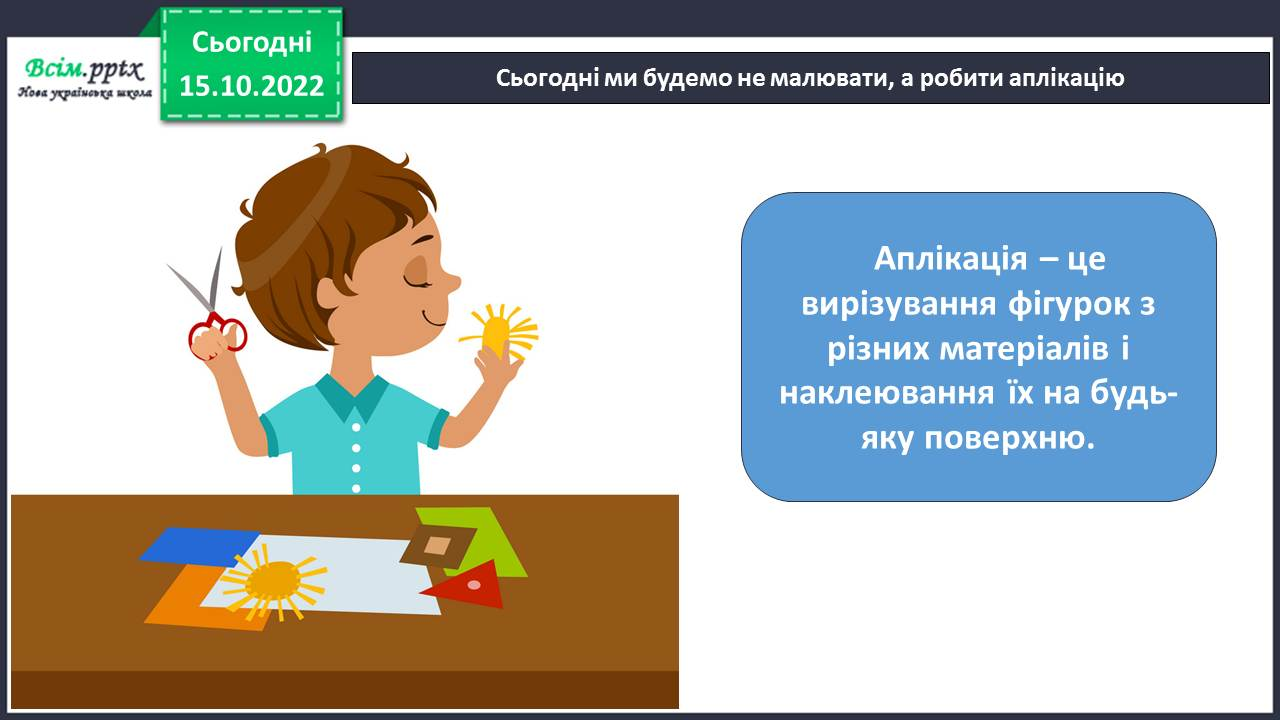 Всім.pptx
Нова українська школа
Сьогодні
15.10.2022
Сьогодні ми будемо не малювати, а робити аплікацію
Аплікація – це
вирізування фігурок з
різних матеріалів і
наклеювання їх на будь-
яку поверхню.